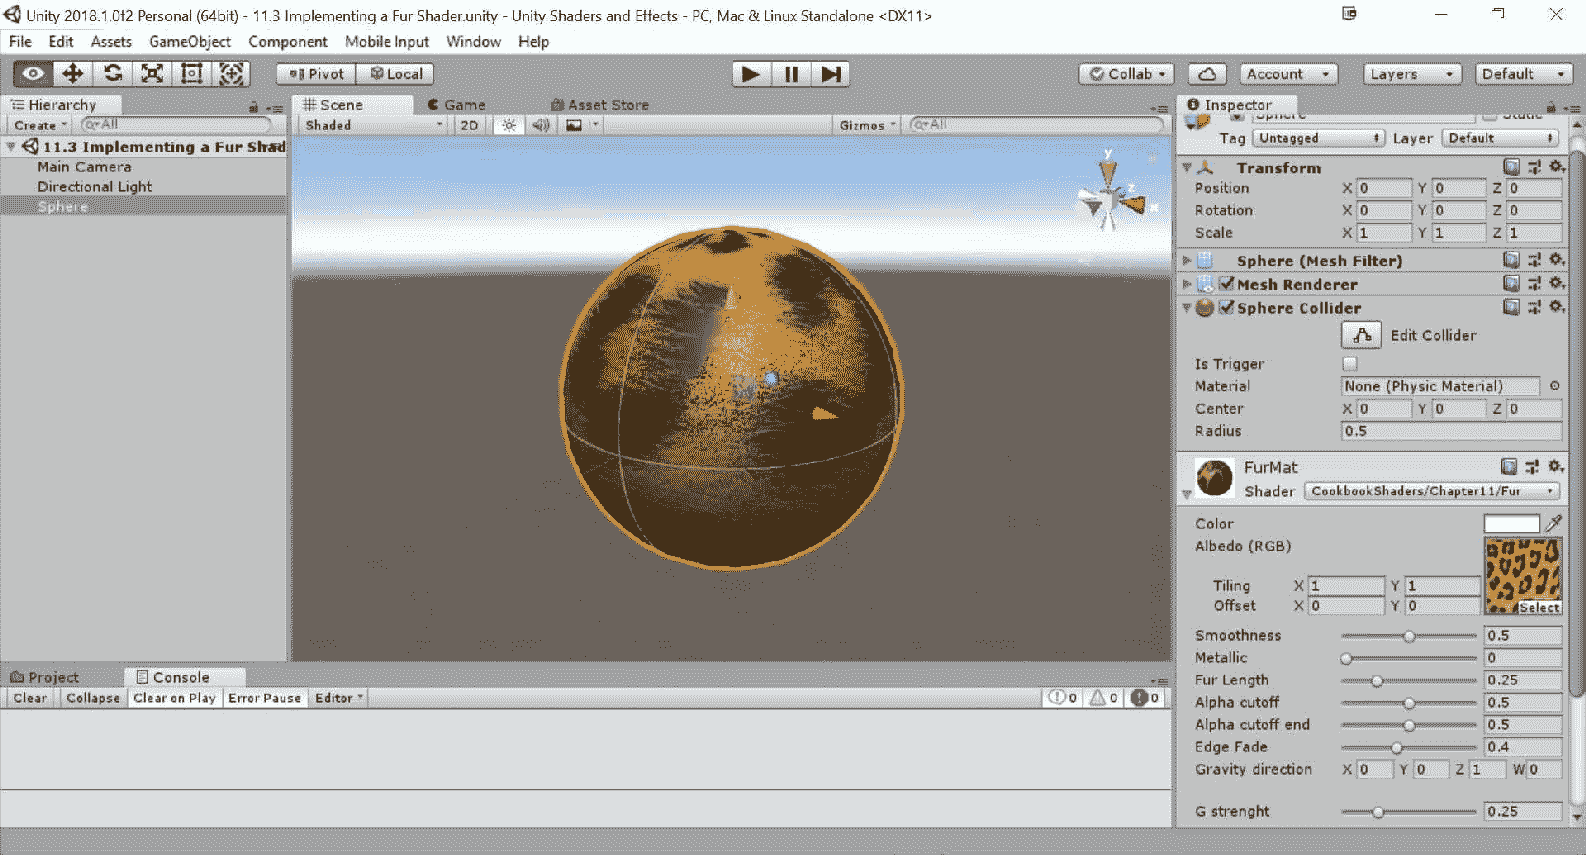 Unity 2018.1.0f2 Personal (64bit) - 11.3 Implementing a Fur Shader.unity - Unity Shaders and Effects - PC, Mac & Linux Standalone <DX11>
File Edit Assets GameObject Component Mobile Input Window Help
Pivot Local Collab Account Layers Default
Hierarchy
Create All
11.3 Implementing a Fur Shad
Main Camera
Directional Light
Sphere
Scene Game Asset Store
Shaded 2D Gizmos All
y
z
x
Inspector
Sphere Static
Tag Untagged Layer Default
Transform
Position X 0 Y 0 Z 0
Rotation X 0 Y 0 Z 0
Scale X 1 Y 1 Z 1
Sphere (Mesh Filter)
Mesh Renderer
Sphere Collider
Edit Collider
Is Trigger
Material None (Physic Material)
Center X 0 Y 0 Z 0
Radius 0.5
FurMat
Shader CookbookShaders/Chapter11/Fur
Color
Albedo (RGB)
Tiling X 1 Y 1
Offset X 0 Y 0
Select
Smoothness 0.5
Metallic 0
Fur Length 0.25
Alpha cutoff 0.5
Alpha cutoff end 0.5
Edge Fade 0.4
Gravity direction X 0 Y 0 Z 1 W 0
G strenght 0.25
Project Console
Clear Collapse Clear on Play Error Pause Editor 0 0 0